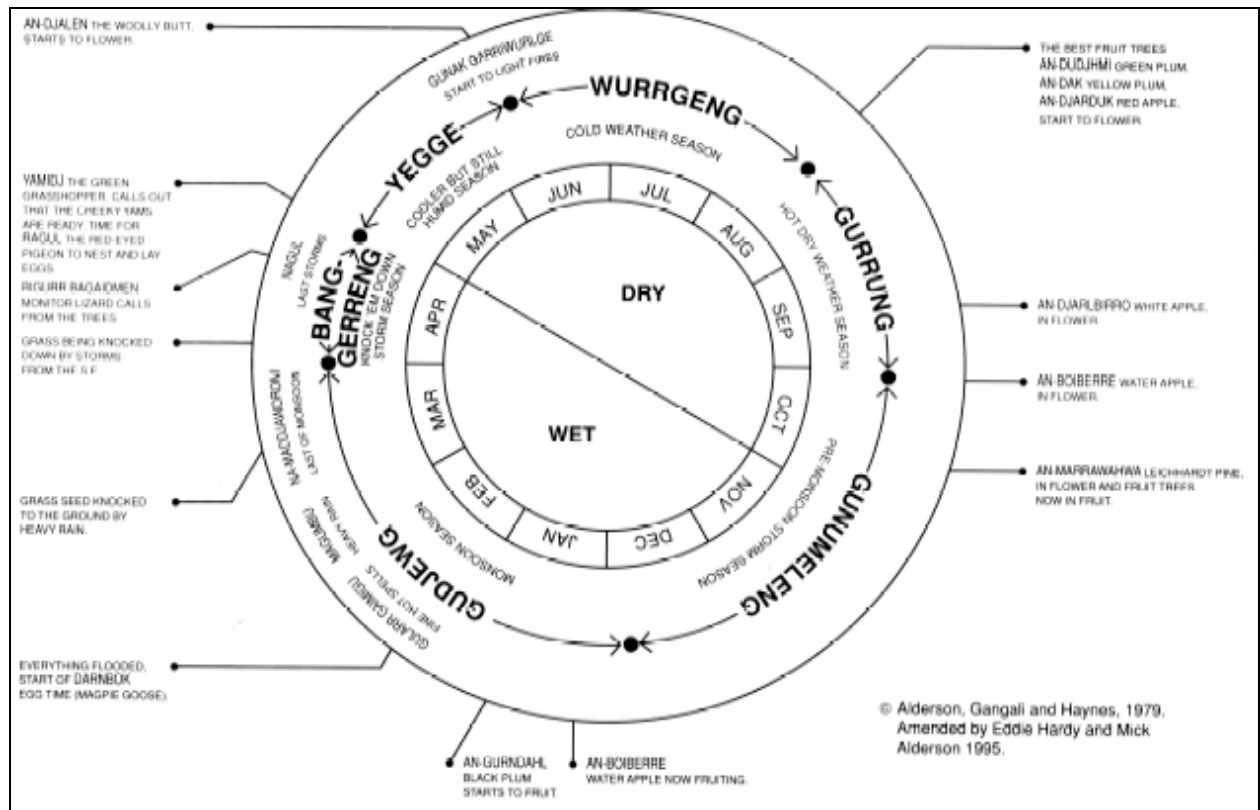 AN-DJALEN THE WOOLLY BUTT,
STARTS TO FLOWER.
GUNAK GARRIWURLGE
START TO LIGHT FIRES
WURRGENG
COLD WEATHER SEASON
THE BEST FRUIT TREES
AN-DUDJHMI GREEN PLUM,
AN-DAK YELLOW PLUM,
AN-DJARDUK RED APPLE,
START TO FLOWER.
YEGGE
COOLER BUT STILL
HUMID SEASON
YAMIDJ THE GREEN
GRASSHOPPER, CALLS OUT
THAT THE CHEEKY YAMS
ARE READY. TIME FOR
RAGUL THE RED-EYED
PIGEON TO NEST AND LAY
EGGS
GURRUNG
HOT DRY WEATHER SEASON
NAGUL
LAST STORMS
BANG-
GERRENG
KNOCK 'EM DOWN
STORM SEASON
BIGURR BAGAIDMEN
MONITOR LIZARD CALLS
FROM THE TREES
GRASS BEING KNOCKED
DOWN BY STORMS
FROM THE S.E.
AN-DJARLBIRRO WHITE APPLE,
IN FLOWER
AN-BOIBERRE WATER APPLE,
IN FLOWER.
JAN
FEB
MAR
APR
MAY
JUN
JUL
AUG
SEP
OCT
NOV
DEC
DRY
WET
LAST OF MONSOON
AN-MARRAWAHWA LEICHHARDT PINE,
IN FLOWER AND FRUIT TREES
NOW IN FRUIT.
GRASS SEED KNOCKED
TO THE GROUND BY
HEAVY RAIN.
HEAVY RAIN
GUNUMELENG
PRE-MONSOON STORM SEASON
GUDJEWG
MONSOON SEASON
FINE HOT SPELLS
EVERYTHING FLOODED,
START OF DARNBOK
EGG TIME (MAGPIE GOOSE).
AN-GURNDAHL
BLACK PLUM
STARTS TO FRUIT.
AN-BOIBERRE
WATER APPLE NOW FRUITING.
© Alderson, Gangali and Haynes, 1979,
Amended by Eddie Hardy and Mick
Alderson 1995.